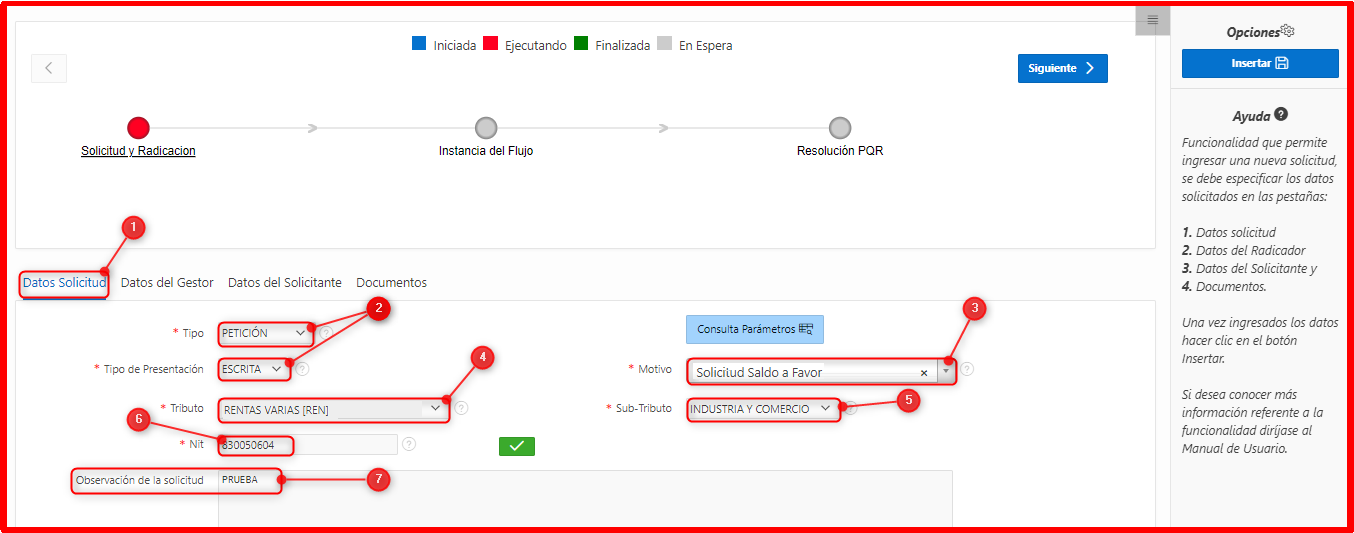 Iniciada Ejecutando Finalizada En Espera
Siguiente
Solicitud y Radicacion
Instancia del Flujo
Resolución PQR
1
Datos Solicitud Datos del Gestor Datos del Solicitante Documentos
2
3
* Tipo PETICIÓN ?
Consulta Parámetros
* Tipo de Presentación ESCRITA ?
* Motivo Solicitud Saldo a Favor × ?
4
5
* Tributo RENTAS VARIAS [REN] ?
* Sub-Tributo INDUSTRIA Y COMERCIO ?
6
* Nit 830050604 ?
Observación de la solicitud PRUEBA
7
Opciones
Insertar
Ayuda ?
Funcionalidad que permite
ingresar una nueva solicitud,
se debe especificar los datos
solicitados en las pestañas:
1. Datos solicitud
2. Datos del Radicador
3. Datos del Solicitante y
4. Documentos.
Una vez ingresados los datos
hacer clic en el botón
Insertar.
Si desea conocer más
información referente a la
funcionalidad diríjase al
Manual de Usuario.